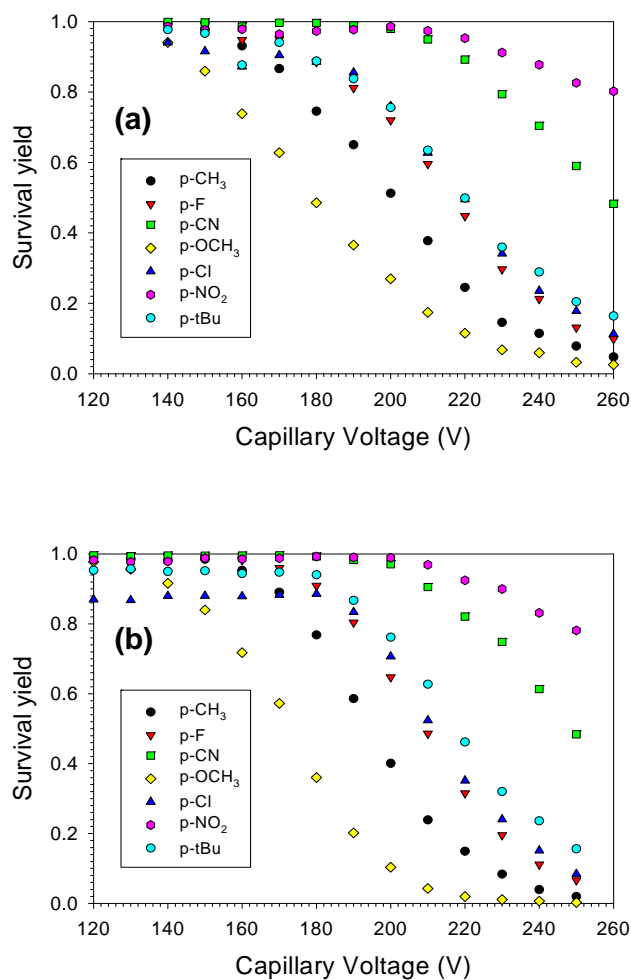 1.0
0.8
0.6
0.4
0.2
0.0
Survival yield
(a)
p-CH₃
p-F
p-CN
p-OCH₃
p-Cl
p-NO₂
p-tBu
120 140 160 180 200 220 240 260
Capillary Voltage (V)
1.0
0.8
0.6
0.4
0.2
0.0
Survival yield
(b)
p-CH₃
p-F
p-CN
p-OCH₃
p-Cl
p-NO₂
p-tBu
120 140 160 180 200 220 240 260
Capillary Voltage (V)